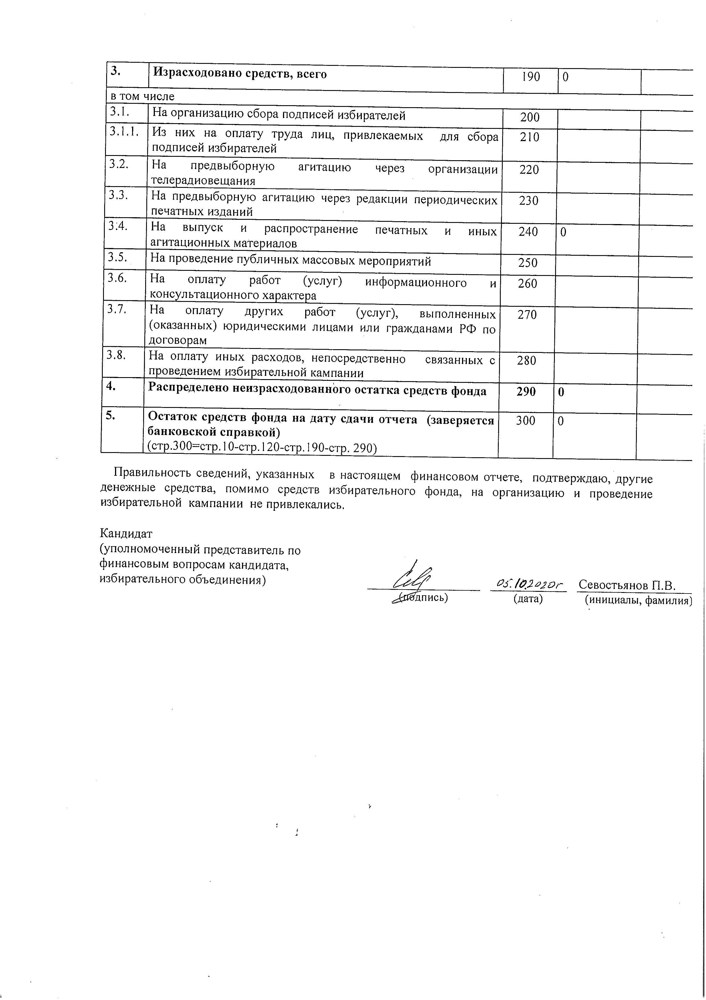 3. Израсходовано средств, всего 190 0
в том числе
3.1. На организацию сбора подписей избирателей 200
3.1.1. Из них на оплату труда лиц, привлекаемых для сбора 210
подписей избирателей
3.2. На предвыборную агитацию через организации 220
телерадиовещания
3.3. На предвыборную агитацию через редакции периодических 230
печатных изданий
3.4. На выпуск и распространение печатных и иных 240 0
агитационных материалов
3.5. На проведение публичных массовых мероприятий 250
3.6. На оплату работ (услуг) информационного и 260
консультационного характера
3.7. На оплату других работ (услуг), выполненных 270
(оказанных) юридическими лицами или гражданами РФ по
договорам
3.8. На оплату иных расходов, непосредственно связанных с 280
проведением избирательной кампании
4. Распределено неизрасходованного остатка средств фонда 290 0
5. Остаток средств фонда на дату сдачи отчета (заверяется 300 0
банковской справкой)
(стр.300=стр.10-стр.120-стр.190-стр. 290)
Правильность сведений, указанных в настоящем финансовом отчете, подтверждаю, другие
денежные средства, помимо средств избирательного фонда, на организацию и проведение
избирательной кампании не привлекались.
Кандидат
(уполномоченный представитель по
финансовым вопросам кандидата,
избирательного объединения)
05.10.2020г Севостьянов П.В.
(подпись) (дата) (инициалы, фамилия)